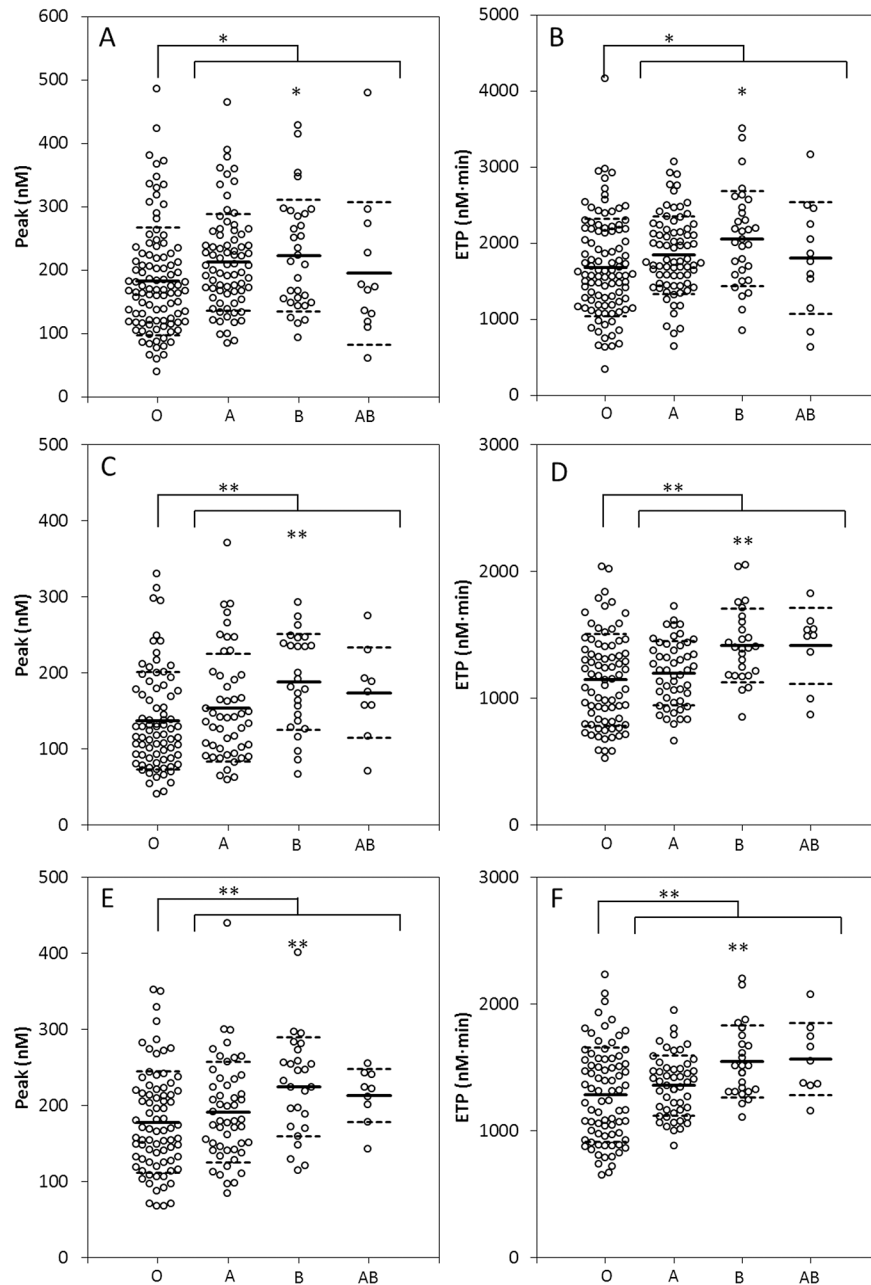 A
*
*
Peak (nM)
600
500
400
300
200
100
0
O A B AB
B
*
*
ETP (nM·min)
5000
4000
3000
2000
1000
0
O A B AB
C
**
**
Peak (nM)
500
400
300
200
100
0
O A B AB
D
**
**
ETP (nM·min)
3000
2000
1000
0
O A B AB
E
**
**
Peak (nM)
500
400
300
200
100
0
O A B AB
F
**
**
ETP (nM·min)
3000
2000
1000
0
O A B AB